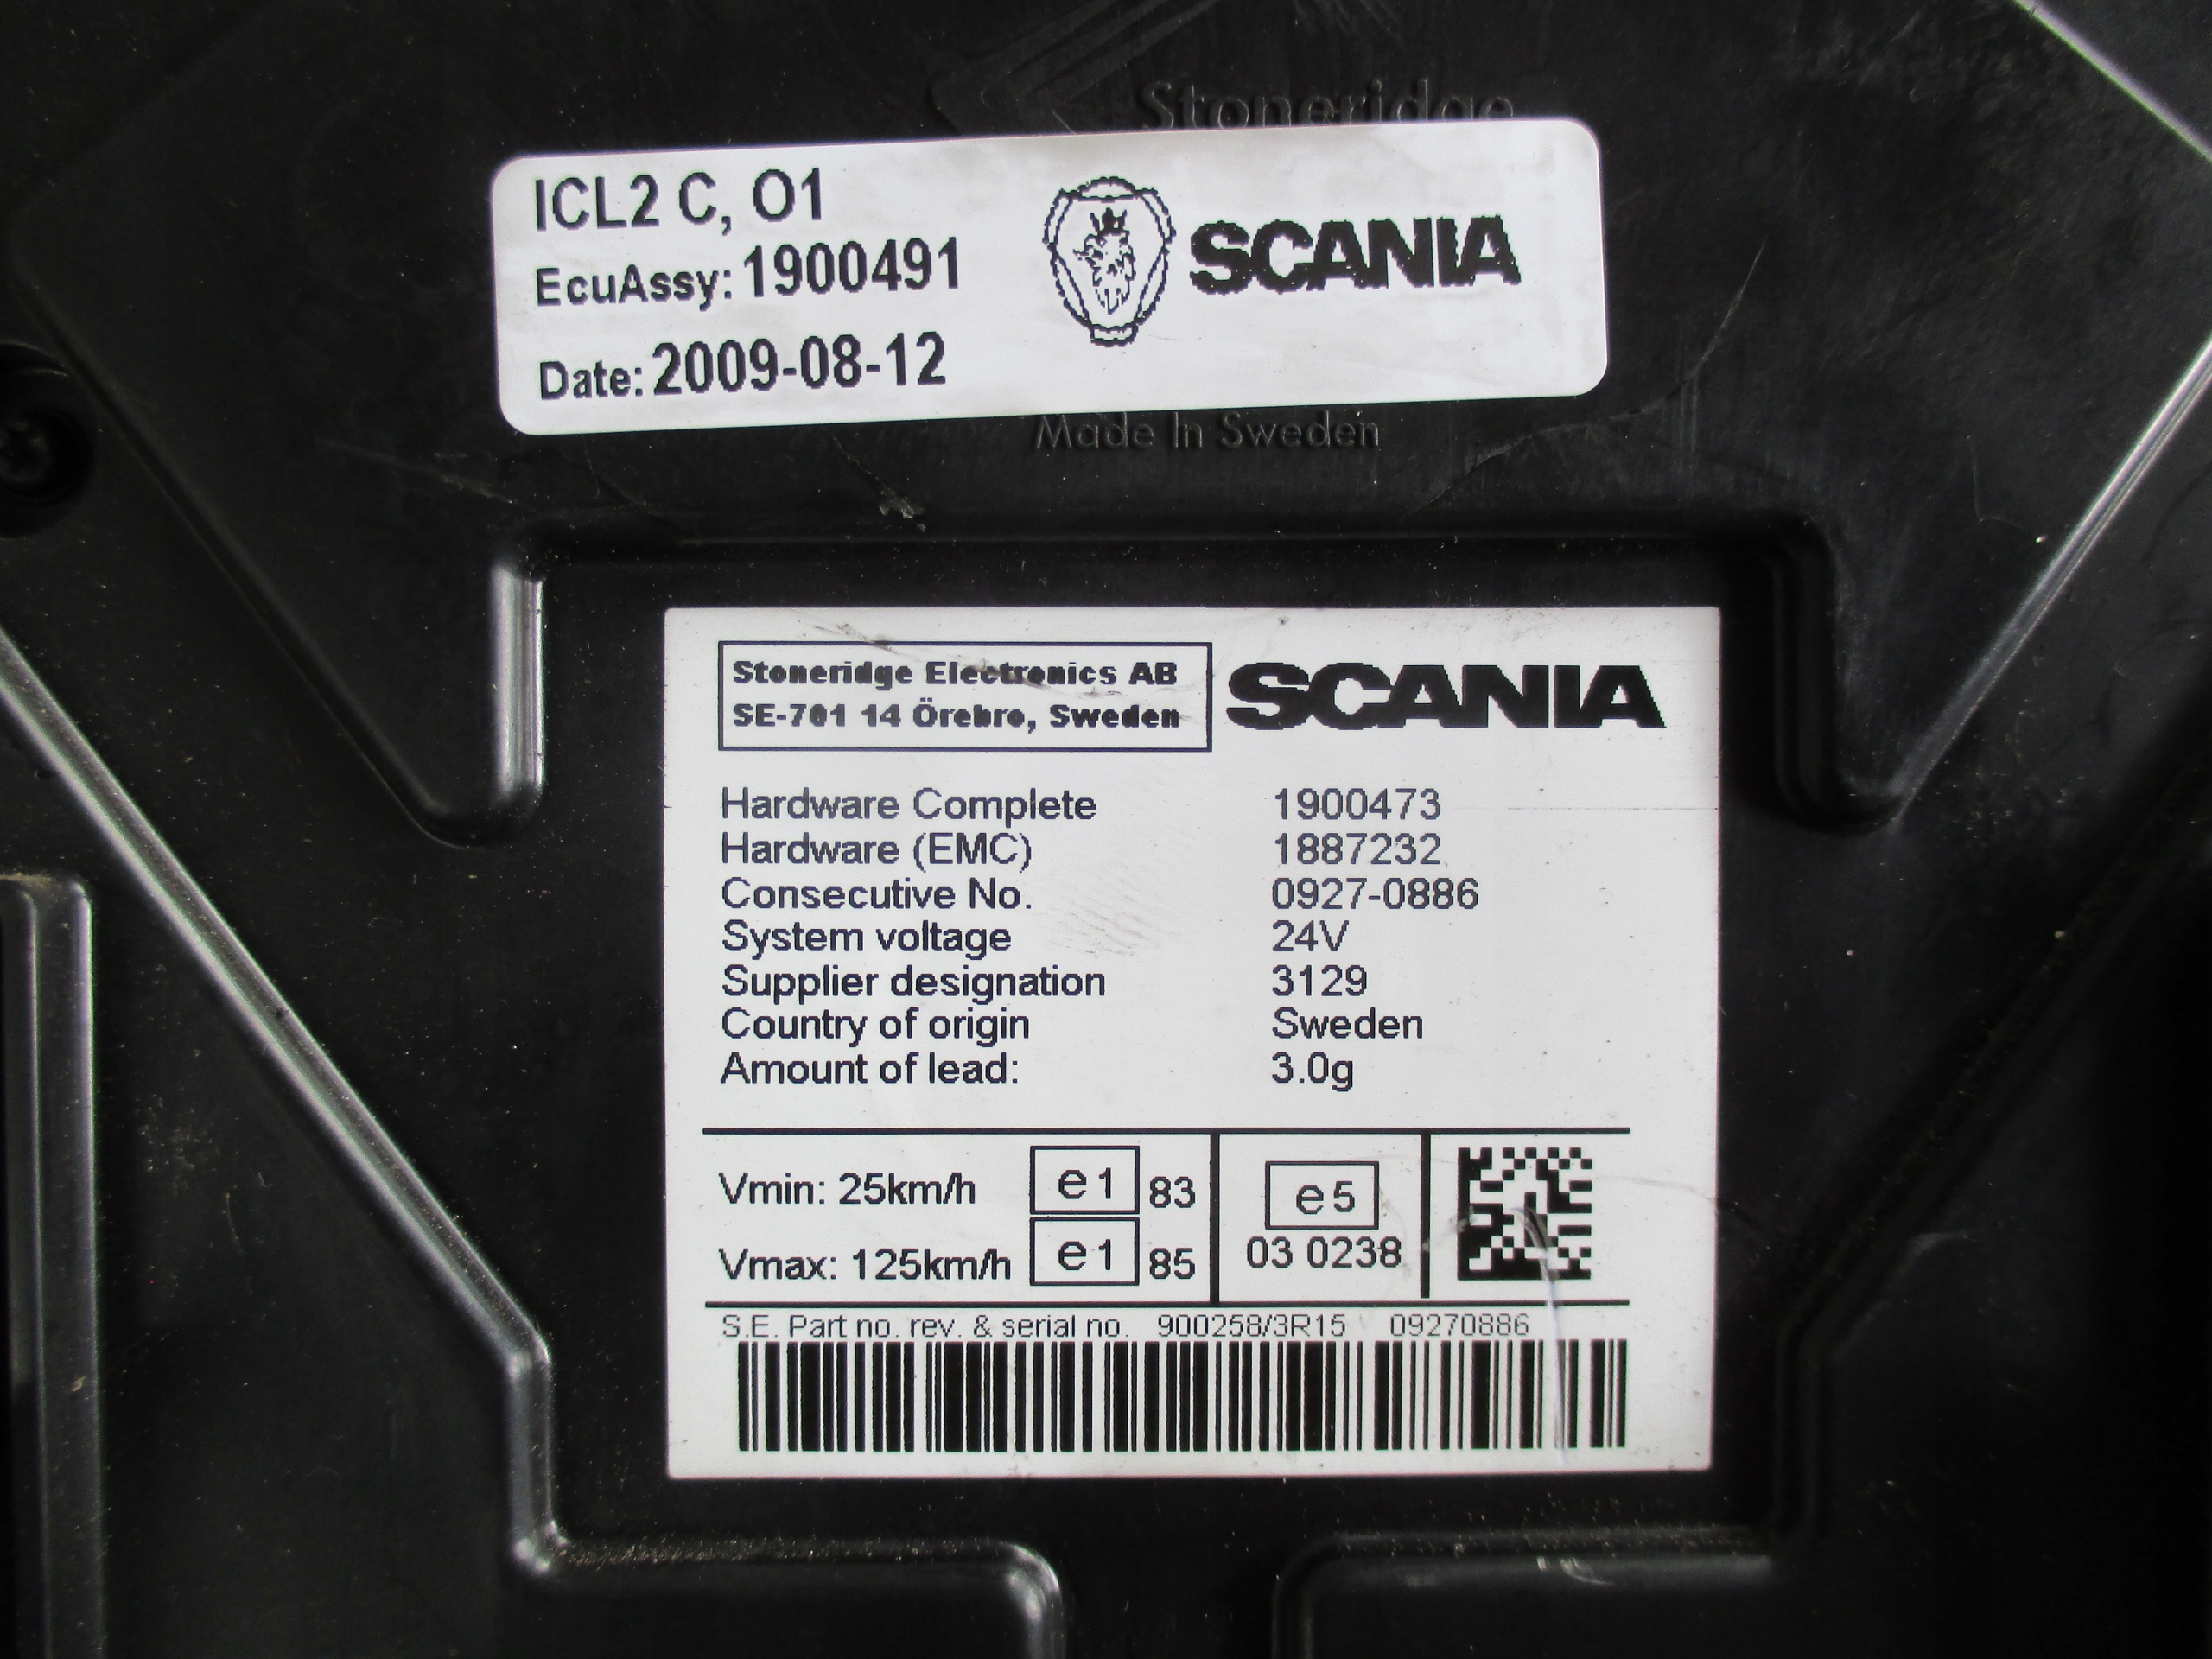 Stoneridge
ICL2 C, O1
EcuAssy: 1900491
SCANIA
Date: 2009-08-12
Made In Sweden
Stoneridge Electronics AB
SE-701 14 Örebro, Sweden
SCANIA
Hardware Complete 1900473
Hardware (EMC) 1887232
Consecutive No. 0927-0886
System voltage 24V
Supplier designation 3129
Country of origin Sweden
Amount of lead: 3.0g
Vmin: 25km/h e1 83
Vmax: 125km/h e1 85
e5
03 0238
S.E. Part no. rev. & serial no. 900258/3R15 09270886